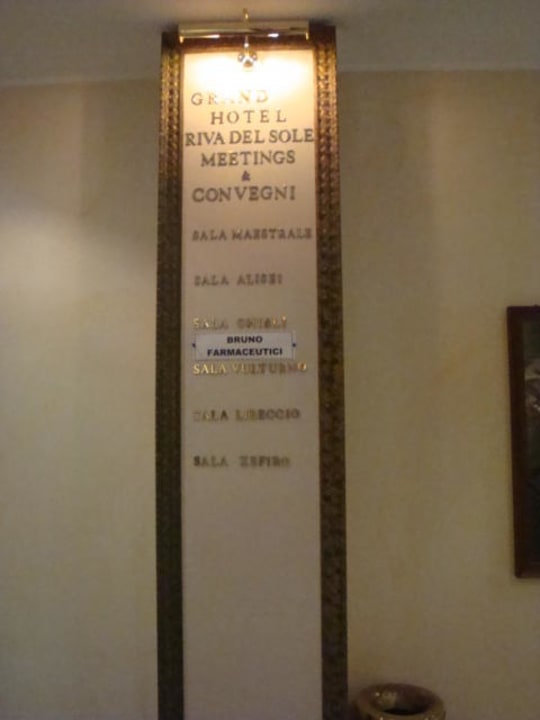 GRAND
HOTEL
RIVA DEL SOLE
MEETINGS
&
CONVEGNI
SALA MAESTRALE
SALA ALISEI
SALA
BRUNO
FARMACEUTICI
SALA VULTURNO
SALA LIBECCIO
SALA ZEFIRO